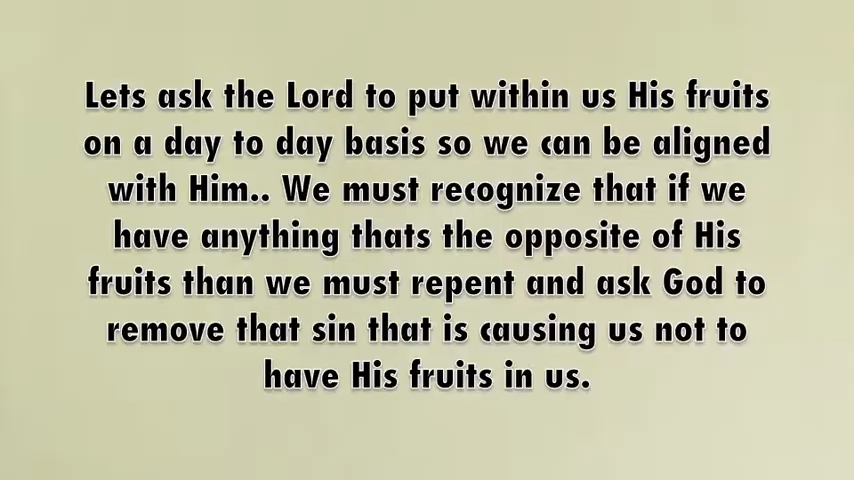 Lets ask the Lord to put within us His fruits
on a day to day basis so we can be aligned
with Him.. We must recognize that if we
have anything thats the opposite of His
fruits than we must repent and ask God to
remove that sin that is causing us not to
have His fruits in us.